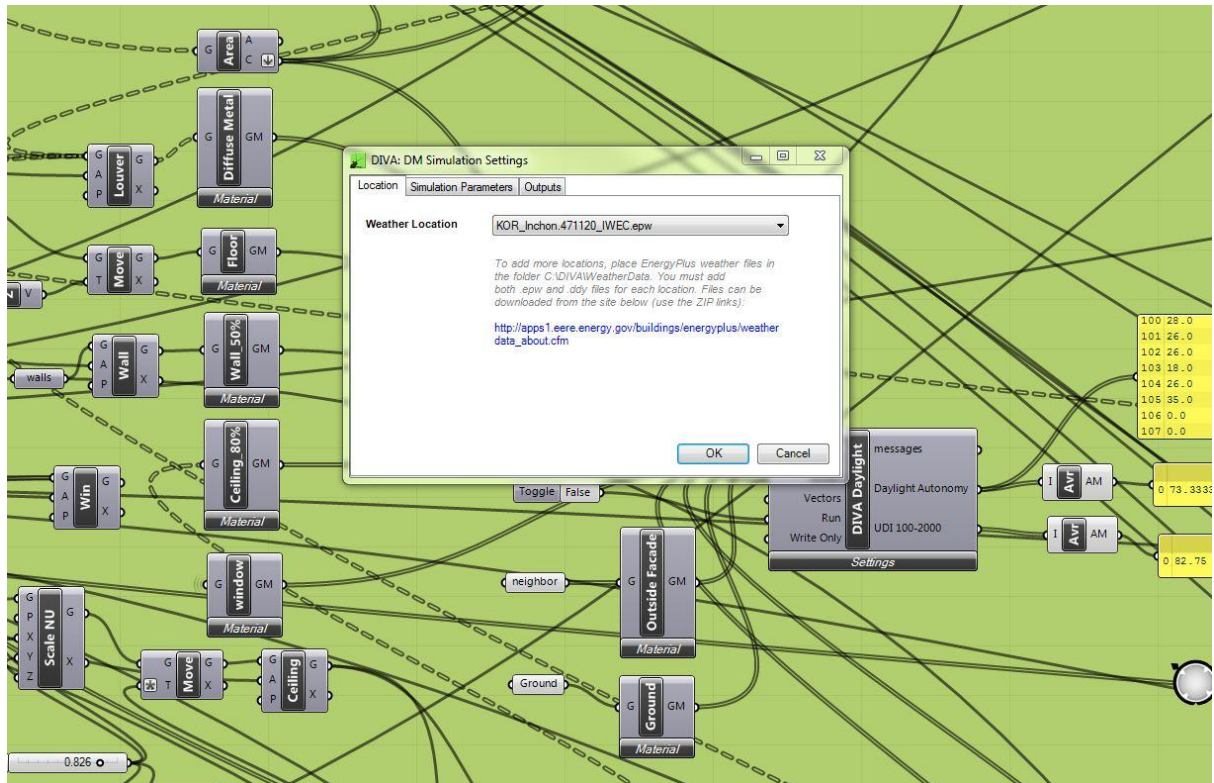 G
A
C
Area
G
GM
Diffuse Metal
Material
G
A
P
Louver
G
X
G
T
Move
G
X
G
GM
Floor
Material
V
walls
G
A
P
Wall
G
X
G
GM
Wall_50%
Material
G
A
P
Win
G
X
G
GM
Ceiling_80%
Material
G
GM
window
Material
G
P
X
Y
Z
Scale NU
G
X
G
T
Move
G
X
G
A
P
Ceiling
G
X
0.826
DIVA: DM Simulation Settings
Location
Simulation Parameters
Outputs
Weather Location
KOR_Inchon.471120_IWEC.epw
To add more locations, place EnergyPlus weather files in
the folder C:\DIVA\WeatherData. You must add
both .epw and .ddy files for each location. Files can be
downloaded from the site below (use the ZIP links):
http://apps1.eere.energy.gov/buildings/energyplus/weather
data_about.cfm
OK
Cancel
Toggle False
neighbor
G
GM
Outside Facade
Material
Ground
G
GM
Ground
Material
Vectors
Run
Write Only
DIVA Daylight
messages
Daylight Autonomy
UDI 100-2000
Settings
I
Avr
AM
I
Avr
AM
100 28.0
101 26.0
102 26.0
103 18.0
104 26.0
105 35.0
106 0.0
107 0.0
0 73.3333
0 82.75